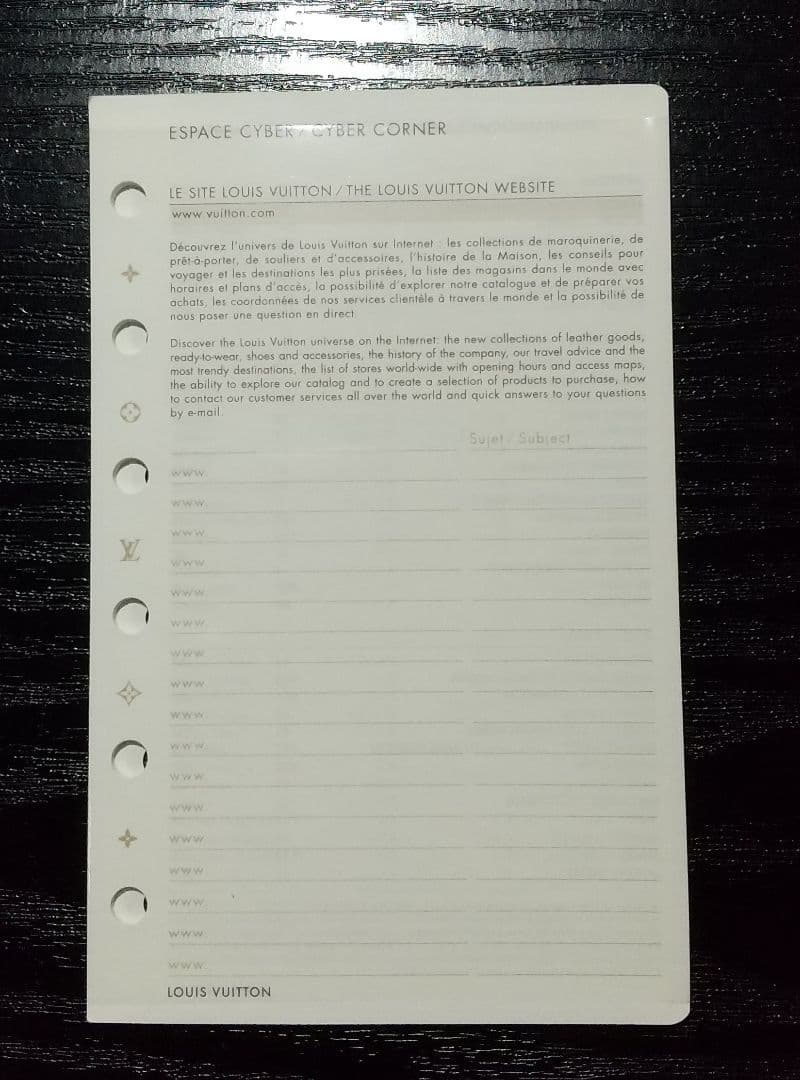 ESPACE CYBER / CYBER CORNER
LE SITE LOUIS VUITTON / THE LOUIS VUITTON WEBSITE
www vuitton.com
Découvrez l'univers de Louis Vuitton sur Internet : les collections de maroquinerie, de
prêt-à-porter, de souliers et d'accessoires, l'histoire de la Maison, les conseils pour
voyager et les destinations les plus prisées, la liste des magasins dans le monde avec
horaires et plans d'accès, la possibilité d'explorer notre catalogue et de préparer vos
achats, les coordonnées de nos services clientèle à travers le monde et la possibilité de
nous poser une question en direct.
Discover the Louis Vuitton universe on the Internet: the new collections of leather goods,
ready-to-wear, shoes and accessories, the history of the company, our travel advice and the
most trendy destinations, the list of stores world-wide with opening hours and access maps,
the ability to explore our catalog and to create a selection of products to purchase, how
to contact our customer services all over the world and quick answers to your questions
by e-mail.
Sujet / Subject
www.
www.
www.
www.
LV
www.
www.
www.
www.
www.
www.
www.
www.
www.
www.
www.
www.
www.
LOUIS VUITTON